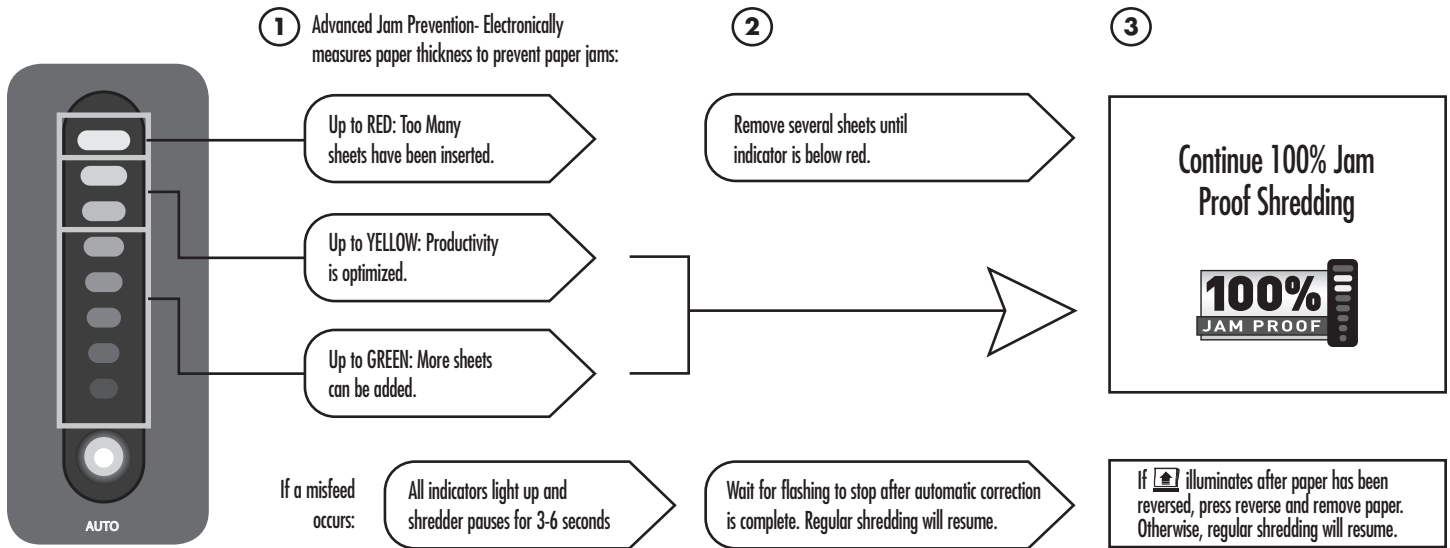 1
Advanced Jam Prevention- Electronically
measures paper thickness to prevent paper jams:
2
3
Up to RED: Too Many
sheets have been inserted.
Remove several sheets until
indicator is below red.
Continue 100% Jam
Proof Shredding
Up to YELLOW: Productivity
is optimized.
100%
JAM PROOF
Up to GREEN: More sheets
can be added.
If a misfeed
occurs:
All indicators light up and
shredder pauses for 3-6 seconds
Wait for flashing to stop after automatic correction
is complete. Regular shredding will resume.
If illuminates after paper has been
reversed, press reverse and remove paper.
Otherwise, regular shredding will resume.
AUTO